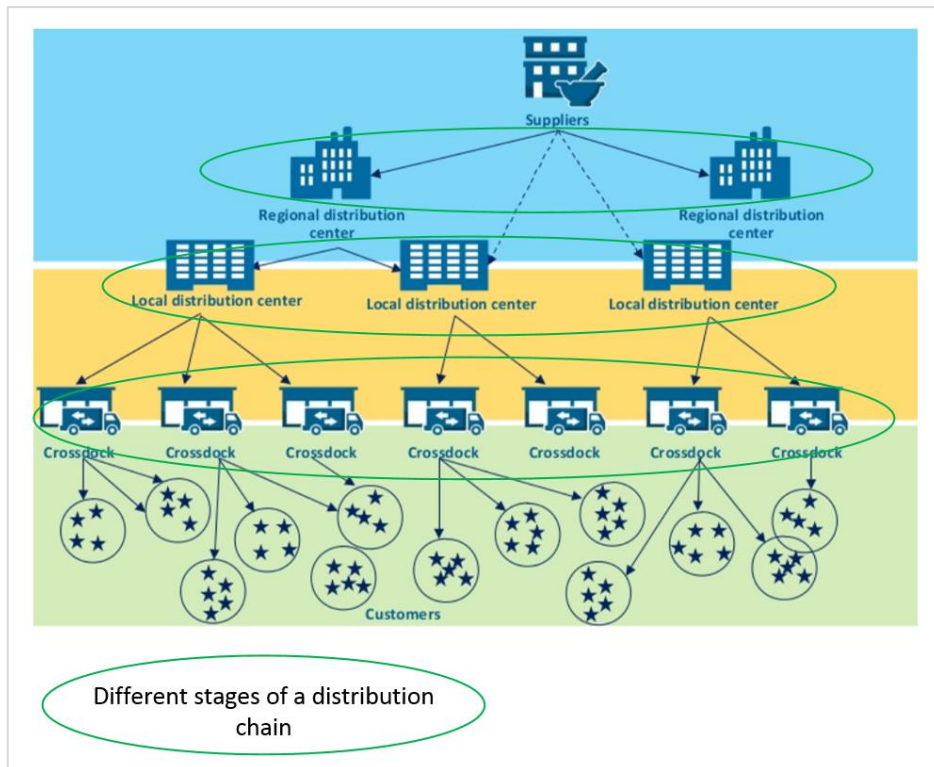 Suppliers
Regional distribution
center
Regional distribution
center
Local distribution center
Local distribution center
Local distribution center
Crossdock
Crossdock
Crossdock
Crossdock
Crossdock
Crossdock
Crossdock
Customers
Different stages of a distribution
chain